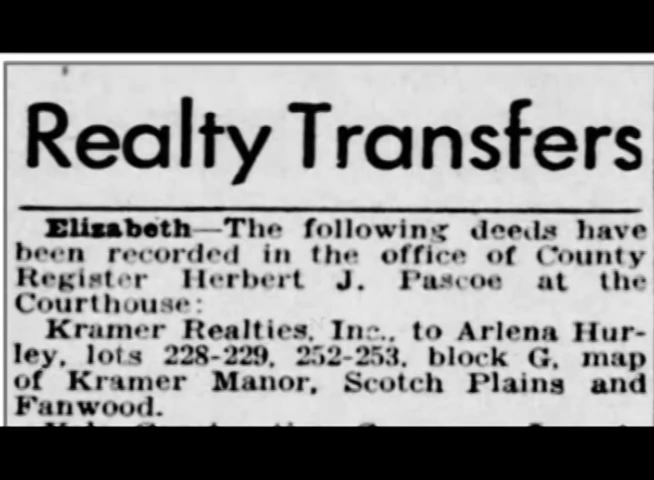 Realty Transfers
Elizabeth—The following deeds have
been recorded in the office of County
Register Herbert J. Pascoe at the
Courthouse:
Kramer Realties, Inc., to Arlena Hur-
ley, lots 228-229, 252-253, block G, map
of Kramer Manor, Scotch Plains and
Fanwood.